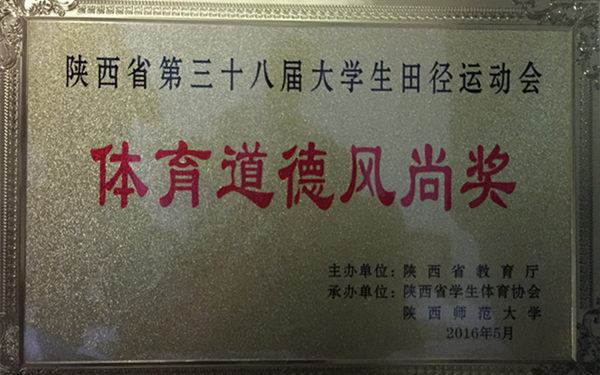 陕西省第三十八届大学生田径运动会
体育道德风尚奖
主办单位：陕西省教育厅
承办单位：陕西省学生体育协会
陕西师范大学
2016年5月